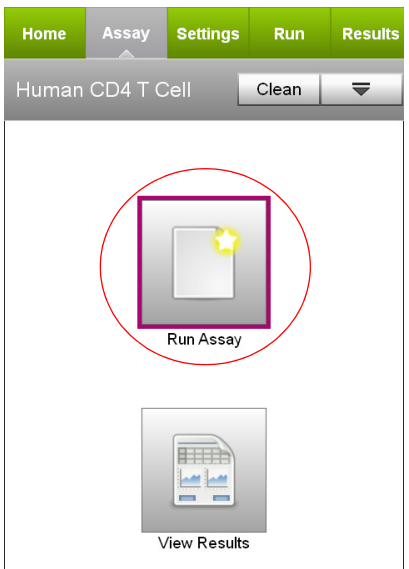 Home Assay Settings Run Results
Human CD4 T Cell Clean
Run Assay
View Results